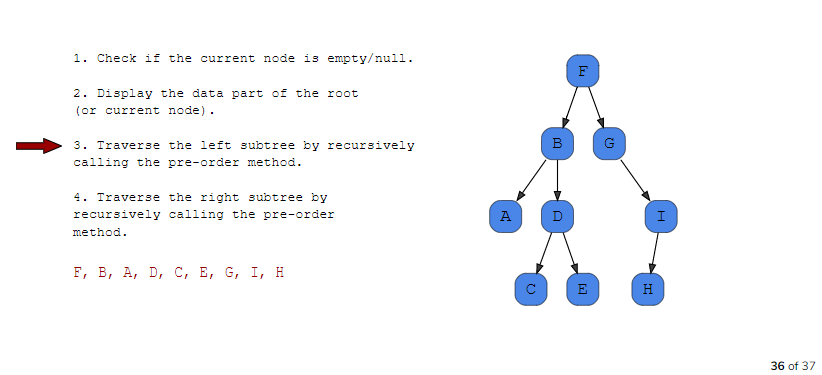 1. Check if the current node is empty/null.
2. Display the data part of the root
(or current node).
3. Traverse the left subtree by recursively
calling the pre-order method.
4. Traverse the right subtree by
recursively calling the pre-order
method.
F, B, A, D, C, E, G, I, H
F
B G
A D I
C E H
36 of 37